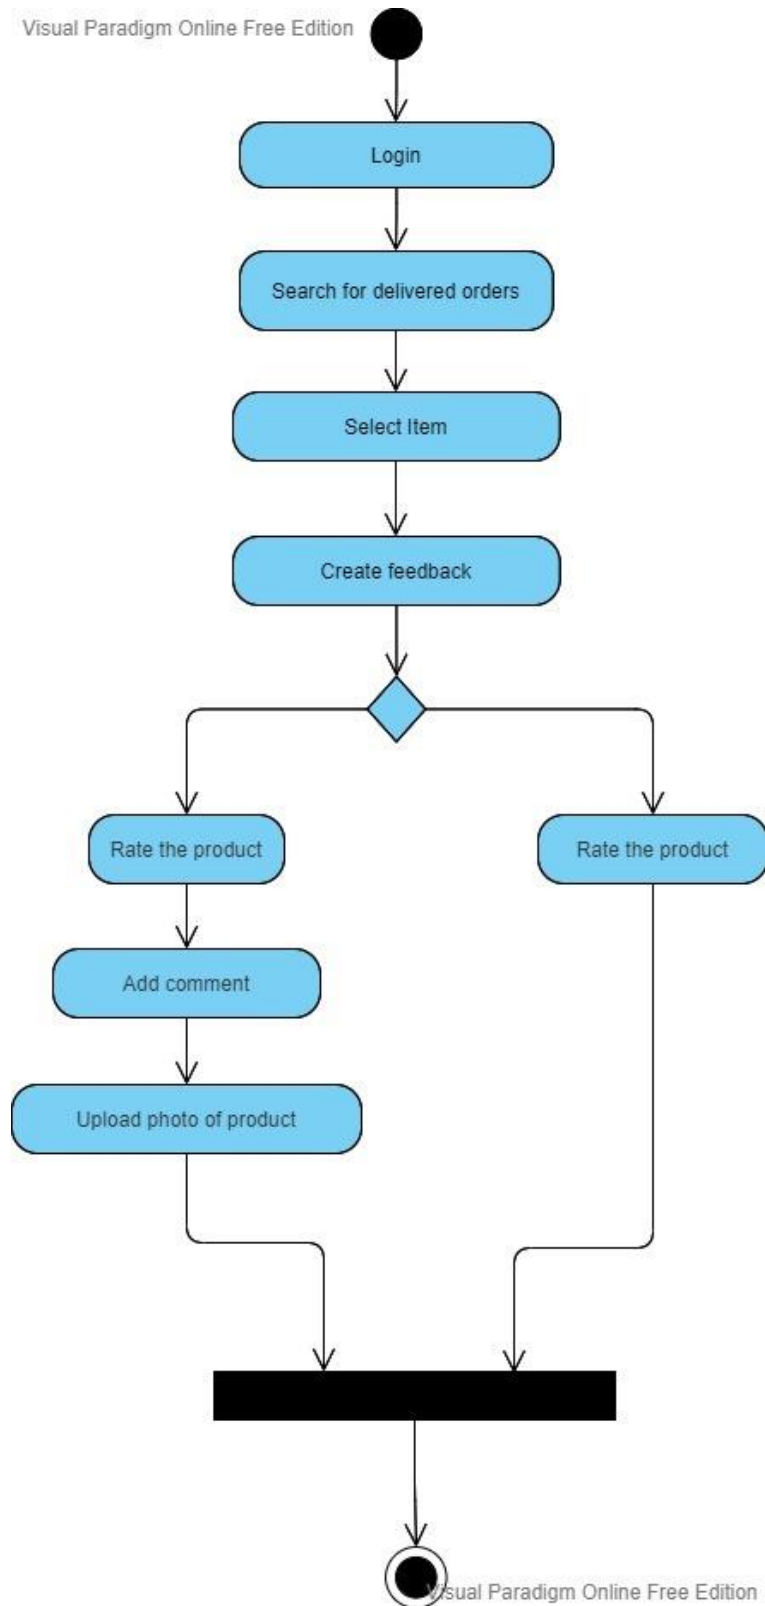 Visual Paradigm Online Free Edition
Login
Search for delivered orders
Select Item
Create feedback
Rate the product
Rate the product
Add comment
Upload photo of product
Visual Paradigm Online Free Edition